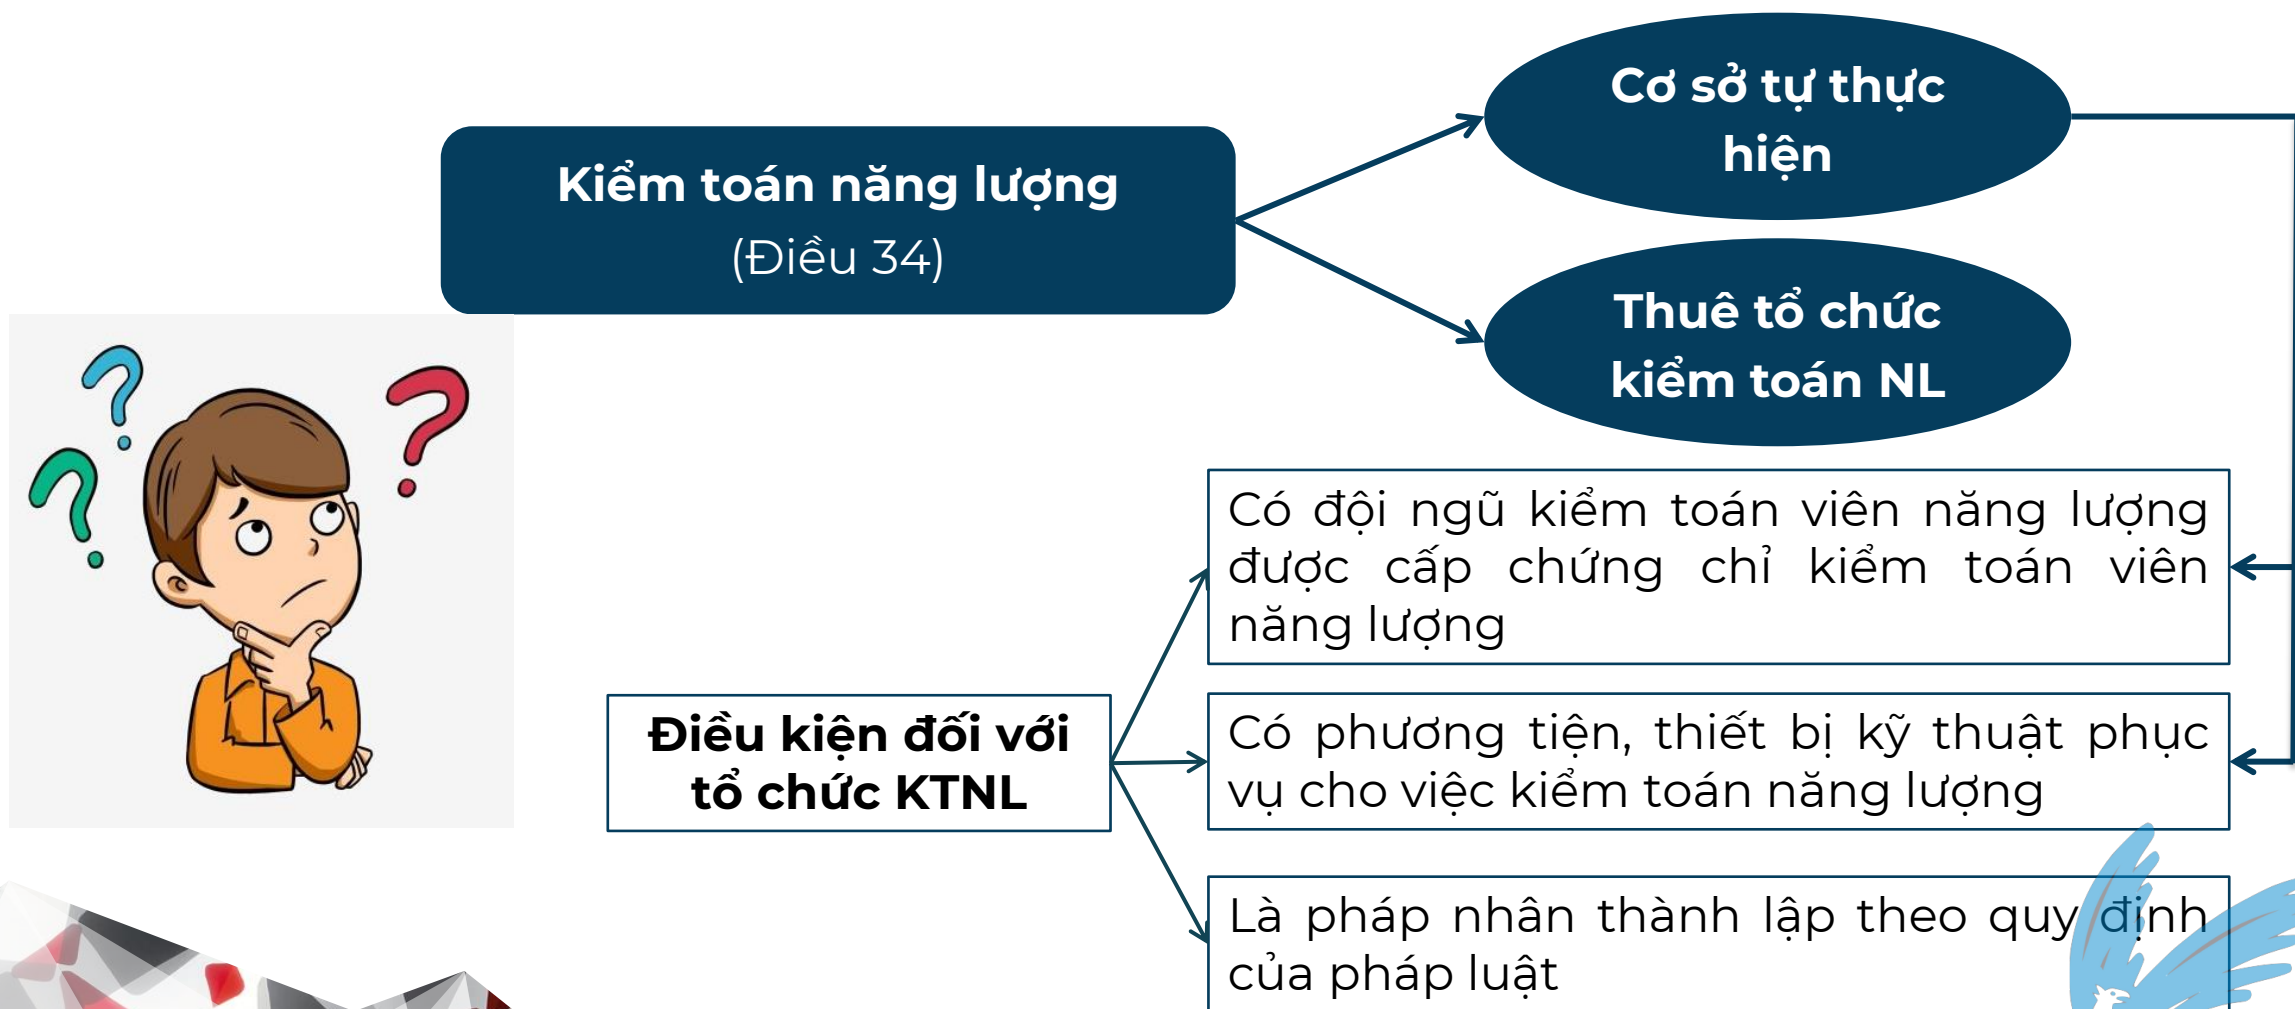 Cơ sở tự thực
hiện
Kiểm toán năng lượng
(Điều 34)
Thuê tổ chức
kiểm toán NL
Có đội ngũ kiểm toán viên năng lượng
được cấp chứng chỉ kiểm toán viên
năng lượng
Điều kiện đối với
tổ chức KTNL
Có phương tiện, thiết bị kỹ thuật phục
vụ cho việc kiểm toán năng lượng
Là pháp nhân thành lập theo quy định
của pháp luật